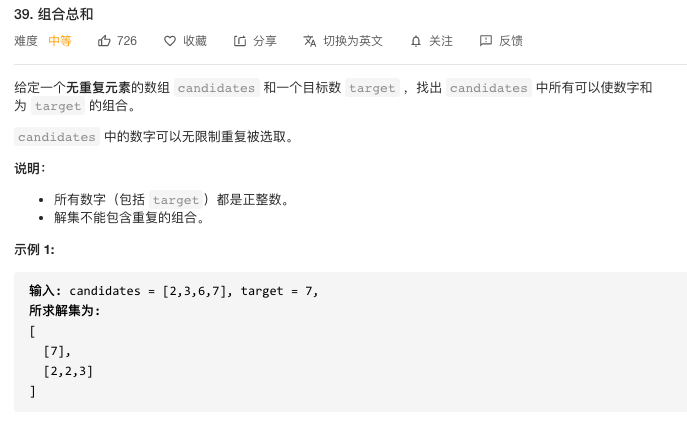 39. 组合总和
难度 中等 726 收藏 分享 切换为英文 关注 反馈
给定一个无重复元素的数组 candidates 和一个目标数 target ，找出 candidates 中所有可以使数字和
为 target 的组合。
candidates 中的数字可以无限制重复被选取。
说明：
• 所有数字（包括 target）都是正整数。
• 解集不能包含重复的组合。
示例 1:
输入: candidates = [2,3,6,7], target = 7,
所求解集为:
[
[7],
[2,2,3]
]